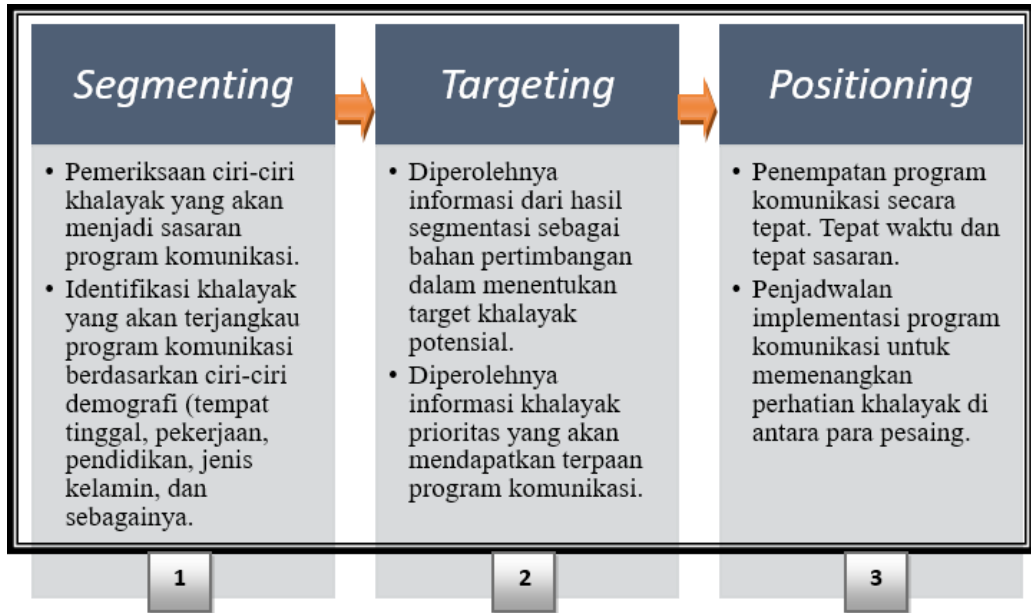 Segmenting
• Pemeriksaan ciri-ciri
khalayak yang akan
menjadi sasaran
program komunikasi.
• Identifikasi khalayak
yang akan terjangkau
program komunikasi
berdasarkan ciri-ciri
demografi (tempat
tinggal, pekerjaan,
pendidikan, jenis
kelamin, dan
sebagainya.
1
Targeting
• Diperolehnya
informasi dari hasil
segmentasi sebagai
bahan pertimbangan
dalam menentukan
target khalayak
potensial.
• Diperolehnya
informasi khalayak
prioritas yang akan
mendapatkan terpaan
program komunikasi.
2
Positioning
• Penempatan program
komunikasi secara
tepat. Tepat waktu dan
tepat sasaran.
• Penjadwalan
implementasi program
komunikasi untuk
memenangkan
perhatian khalayak di
antara para pesaing.
3